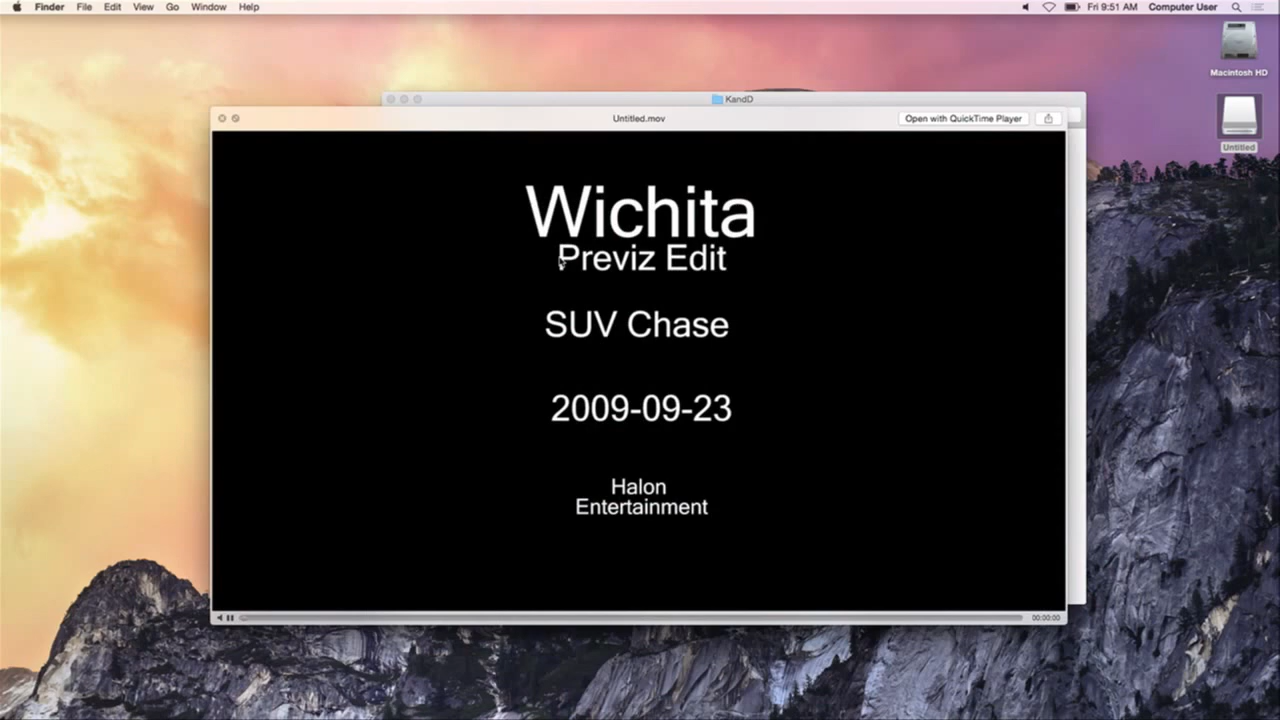 Finder File Edit View Go Window Help Fri 9:51 AM Computer User
Macintosh HD
KandD
Untitled.mov Open with QuickTime Player
Untitled
Wichita
Previz Edit
SUV Chase
2009-09-23
Halon
Entertainment
00:00:00